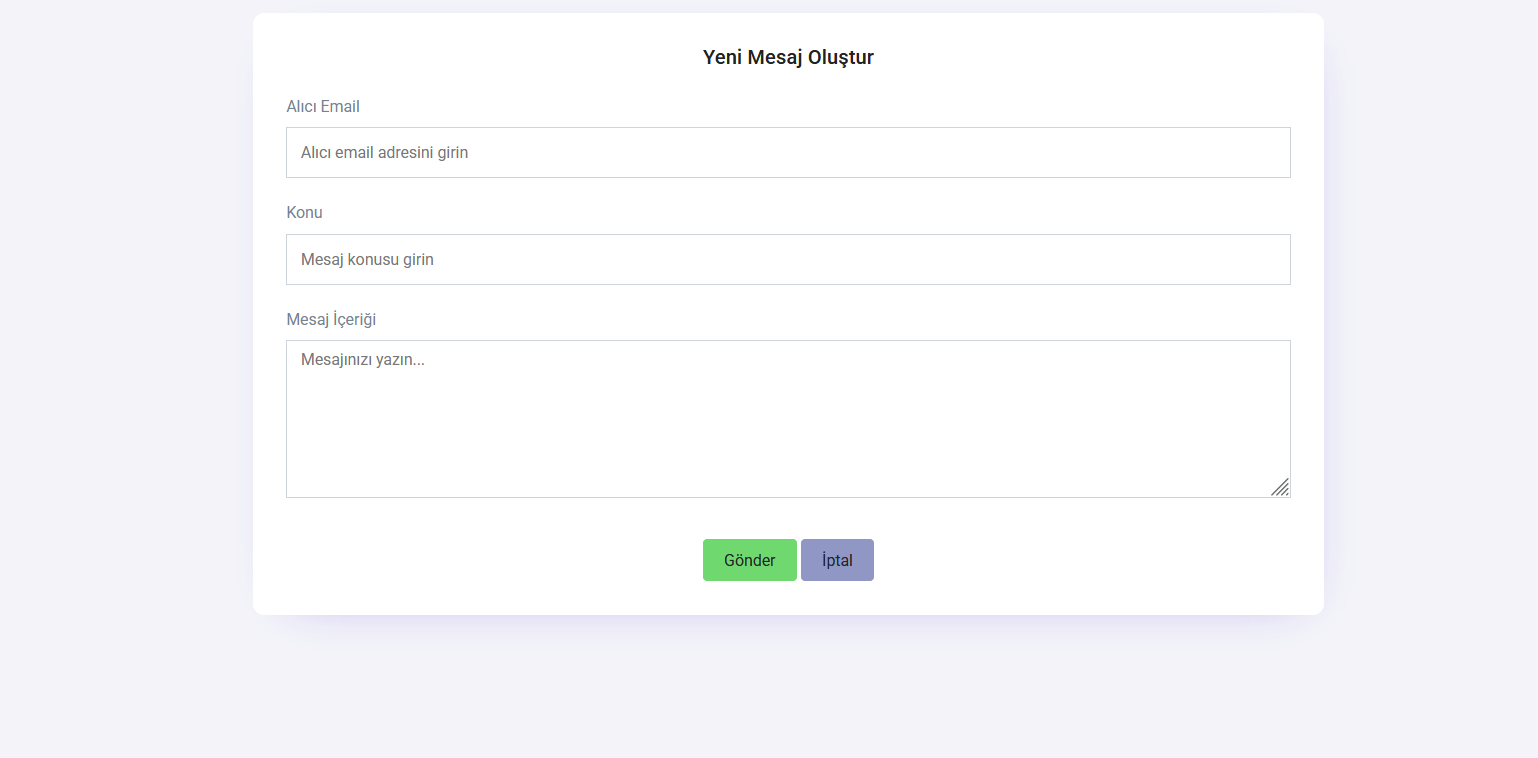 Yeni Mesaj Oluştur
Alıcı Email
Alıcı email adresini girin
Konu
Mesaj konusu girin
Mesaj İçeriği
Mesajınızı yazın...
Gönder İptal